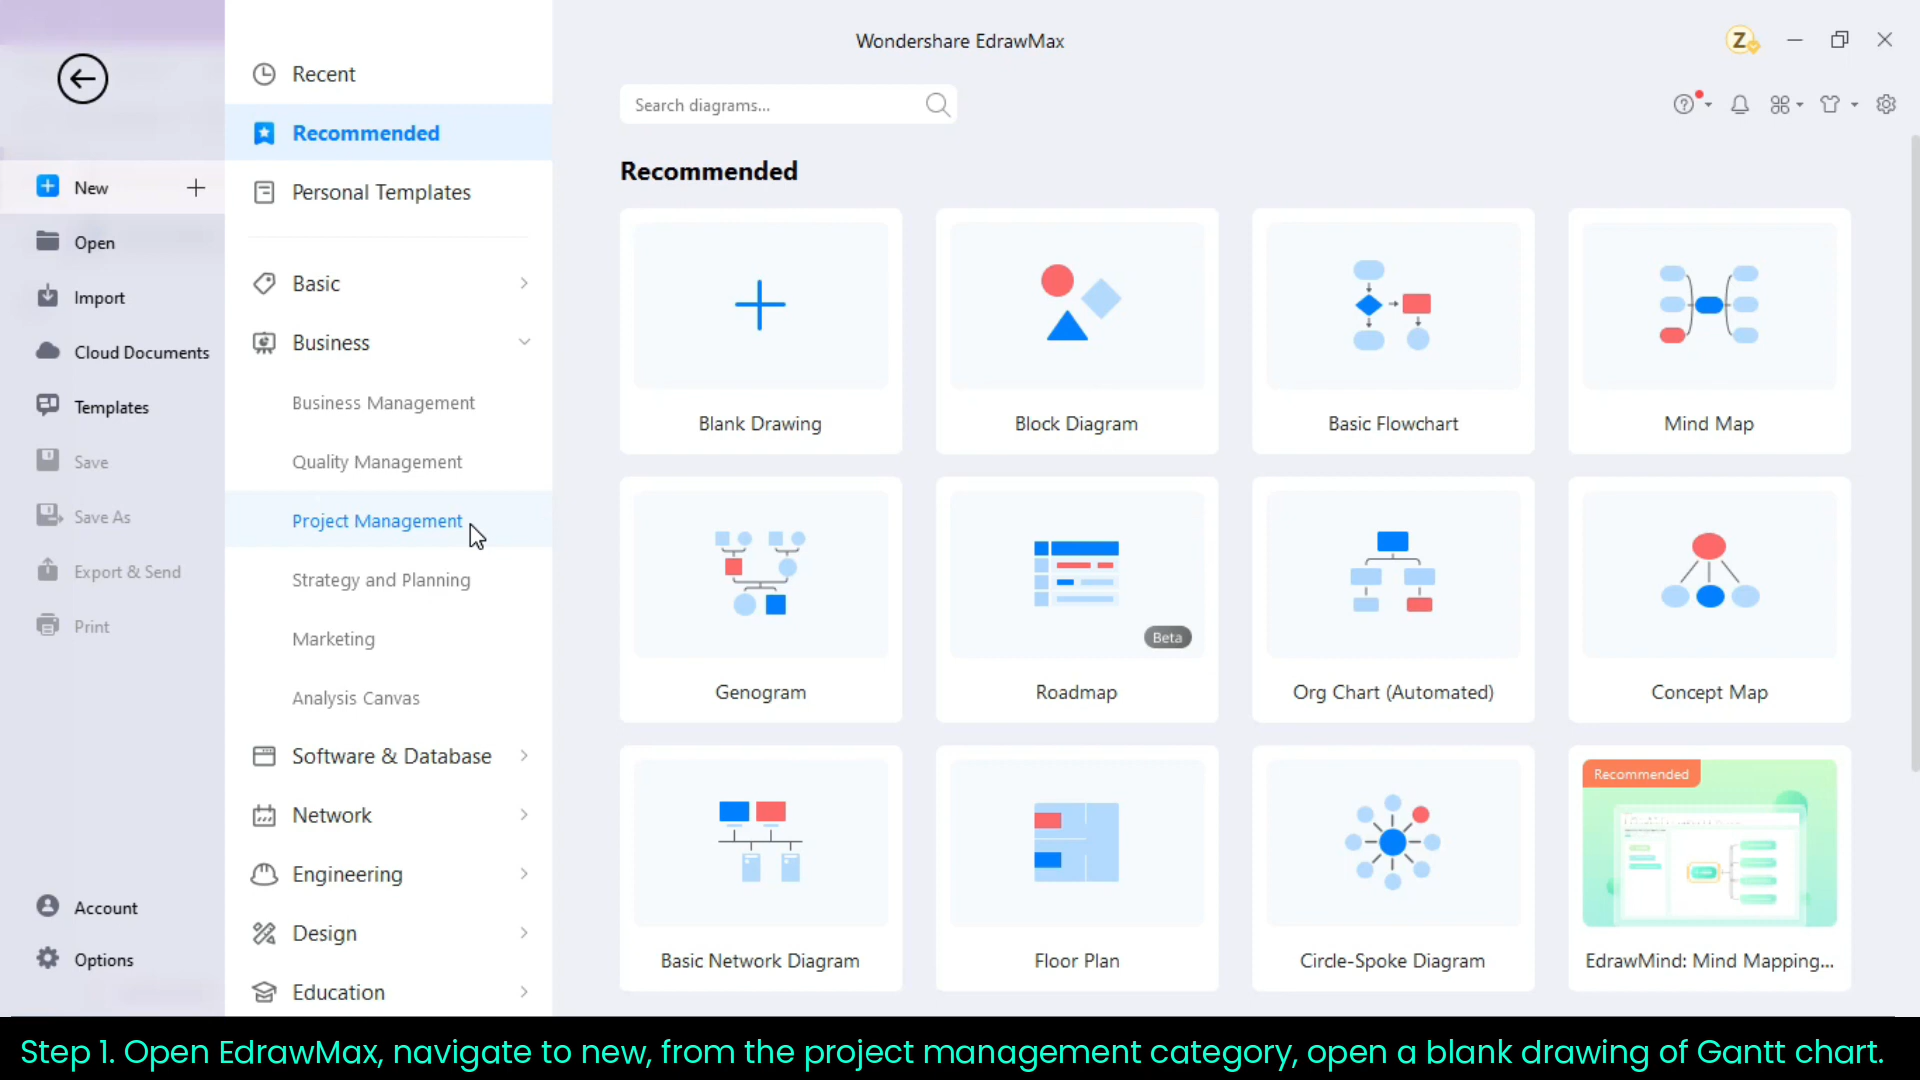 Wondershare EdrawMax
Z
Search diagrams...
New
Open
Import
Cloud Documents
Templates
Save
Save As
Export & Send
Print
Account
Options
Recent
Recommended
Personal Templates
Basic
Business
Business Management
Quality Management
Project Management
Strategy and Planning
Marketing
Analysis Canvas
Software & Database
Network
Engineering
Design
Education
Recommended
Blank Drawing
Block Diagram
Basic Flowchart
Mind Map
Genogram
Beta
Roadmap
Org Chart (Automated)
Concept Map
Basic Network Diagram
Floor Plan
Circle-Spoke Diagram
Recommended
EdrawMind: Mind Mapping...
Step 1. Open EdrawMax, navigate to new, from the project management category, open a blank drawing of Gantt chart.